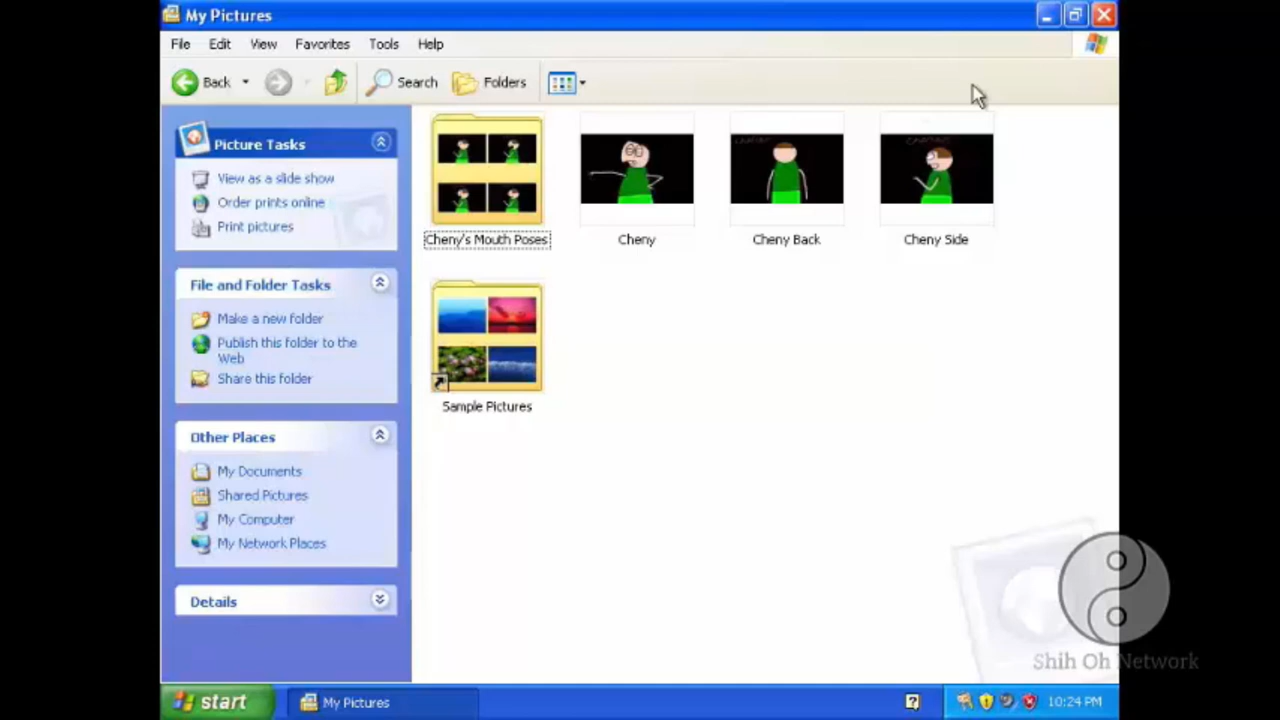 My Pictures
File Edit View Favorites Tools Help
Back Search Folders
Picture Tasks
View as a slide show
Order prints online
Print pictures
File and Folder Tasks
Make a new folder
Publish this folder to the
Web
Share this folder
Other Places
My Documents
Shared Pictures
My Computer
My Network Places
Details
Cheny's Mouth Poses Cheny Cheny Back Cheny Side
Sample Pictures
Shih Oh Network
start My Pictures 10:24 PM